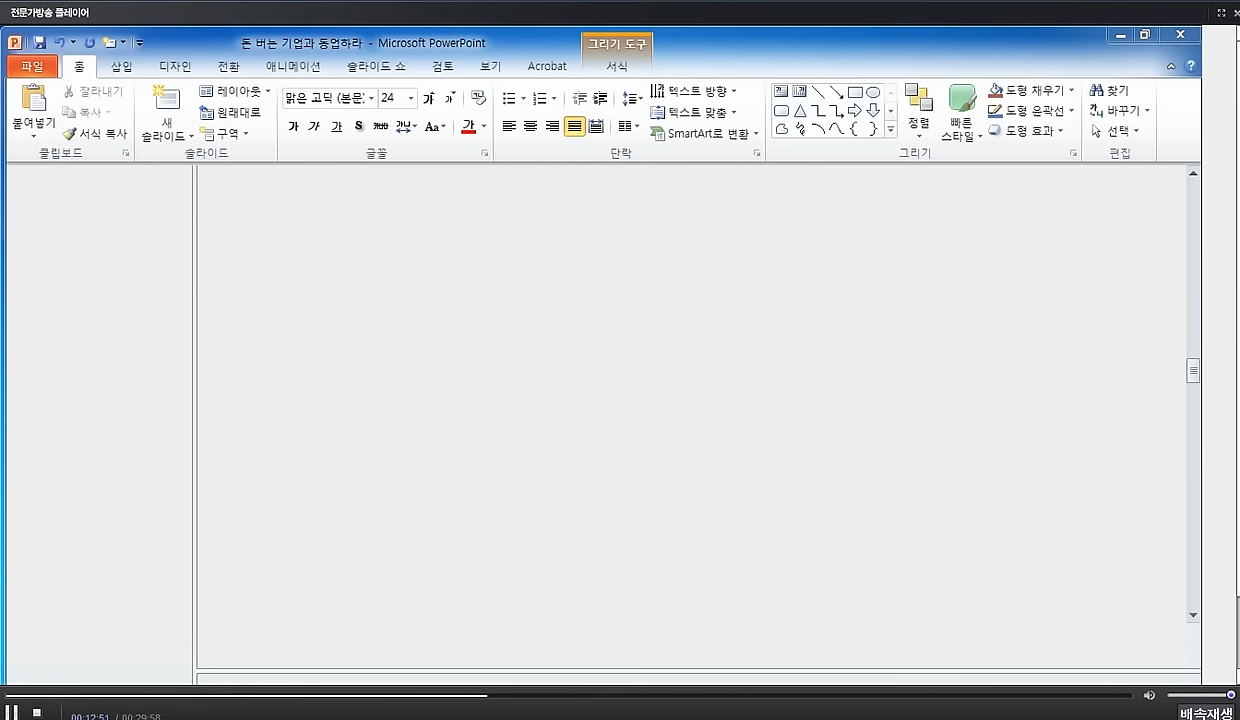 전문가방송 플레이어
돈 버는 기업과 동업하라 - Microsoft PowerPoint
그리기 도구
파일 홈 삽입 디자인 전환 애니메이션 슬라이드 쇼 검토 보기 Acrobat 서식
붙여넣기
잘라내기
복사
서식 복사
클립보드
새
슬라이드
레이아웃
원래대로
구역
슬라이드
맑은 고딕 (본문 24 가 가
가 가 가 S 가나 Aa 가
글꼴
텍스트 방향
텍스트 맞춤
SmartArt로 변환
단락
정렬
빠른
스타일
도형 채우기
도형 윤곽선
도형 효과
그리기
찾기
바꾸기
선택
편집
00:12:51 / 00:29:58
배속재생